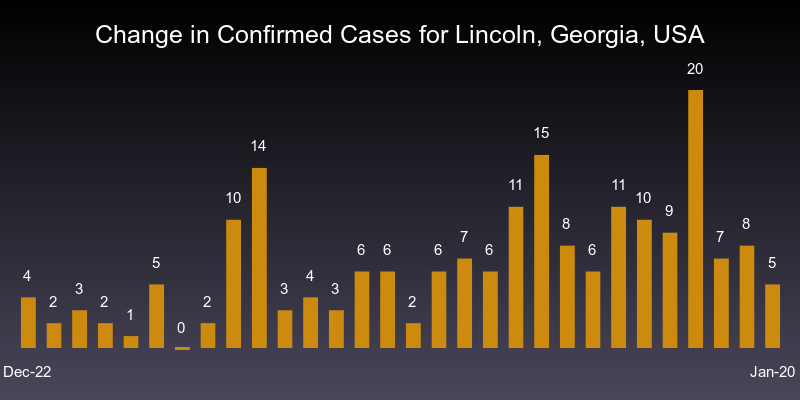 Change in Confirmed Cases for Lincoln, Georgia, USA
4 2 3 2 1 5 0 2 10 14 3 4 3 6 6 2 6 7 6 11 15 8 6 11 10 9 20 7 8 5
Dec-22 Jan-20